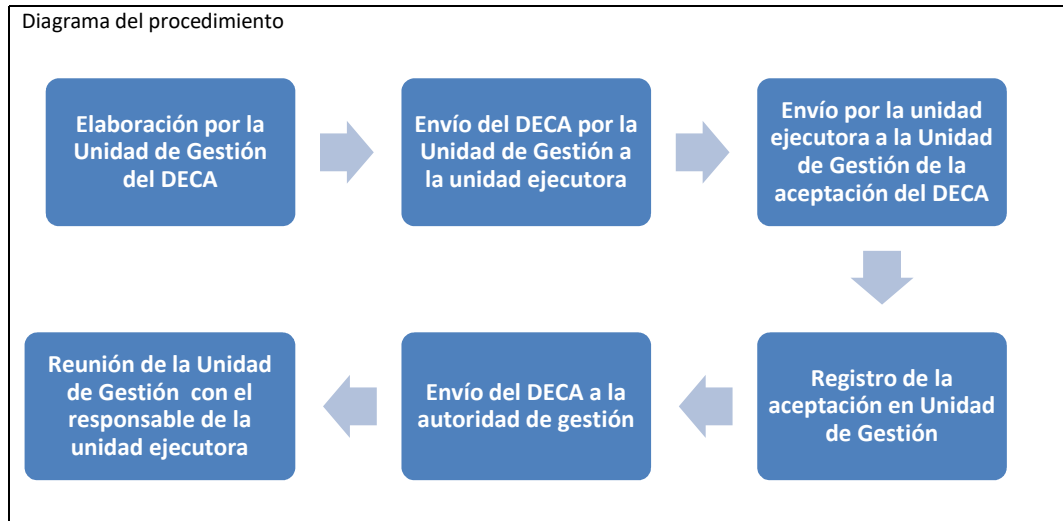 Diagrama del procedimiento
Elaboración por la
Unidad de Gestión
del DECA
Envío del DECA por la
Unidad de Gestión a
la unidad ejecutora
Envío por la unidad
ejecutora a la Unidad
de Gestión de la
aceptación del DECA
Registro de la
aceptación en Unidad
de Gestión
Envío del DECA a la
autoridad de gestión
Reunión de la Unidad
de Gestión con el
responsable de la
unidad ejecutora